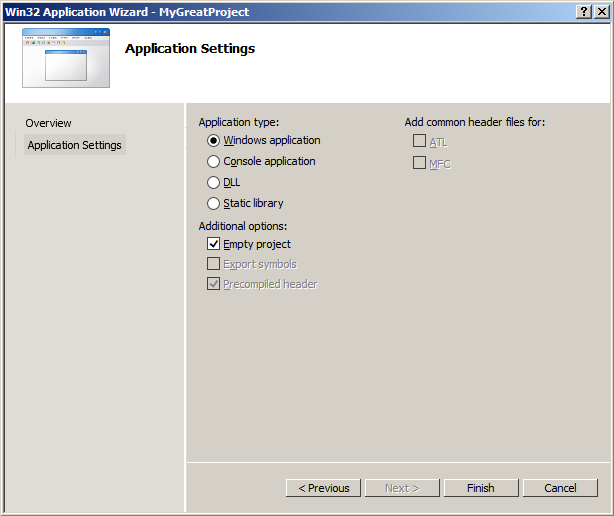 Win32 Application Wizard - MyGreatProject
Application Settings
Overview
Application Settings
Application type:
Windows application
Console application
DLL
Static library
Additional options:
Empty project
Export symbols
Precompiled header
Add common header files for:
ATL
MFC
< Previous
Next >
Finish
Cancel